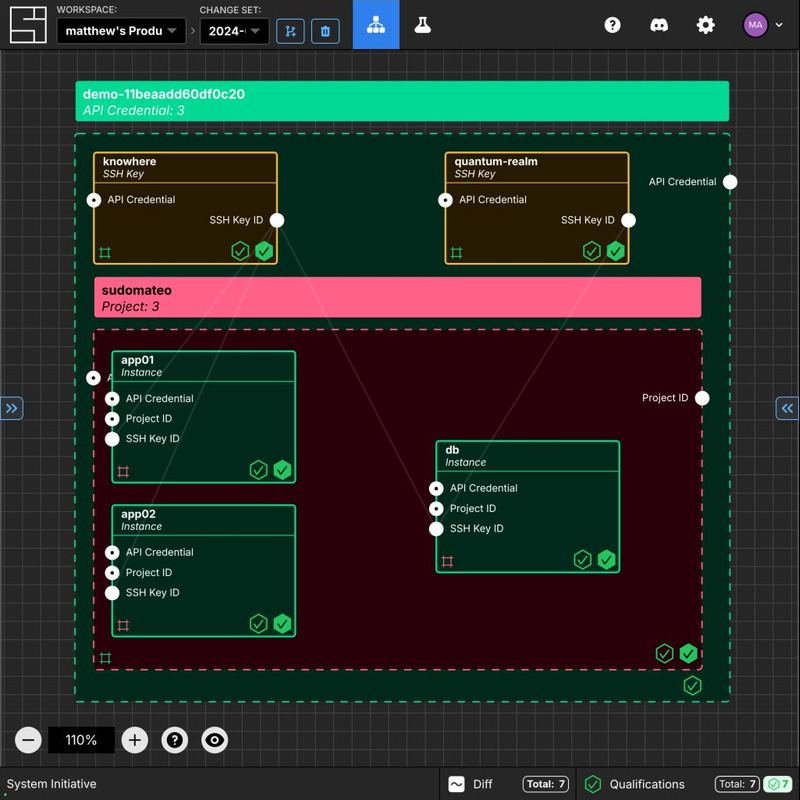 WORKSPACE:
matthew's Produ
CHANGE SET:
2024-
MA
demo-11beaadd60df0c20
API Credential: 3
knowhere
SSH Key
API Credential
SSH Key ID
quantum-realm
SSH Key
API Credential
SSH Key ID
API Credential
sudomateo
Project: 3
app01
Instance
API Credential
Project ID
SSH Key ID
Project ID
db
Instance
API Credential
Project ID
SSH Key ID
app02
Instance
API Credential
Project ID
SSH Key ID
110%
System Initiative
Diff
Total: 7
Qualifications
Total: 7
7